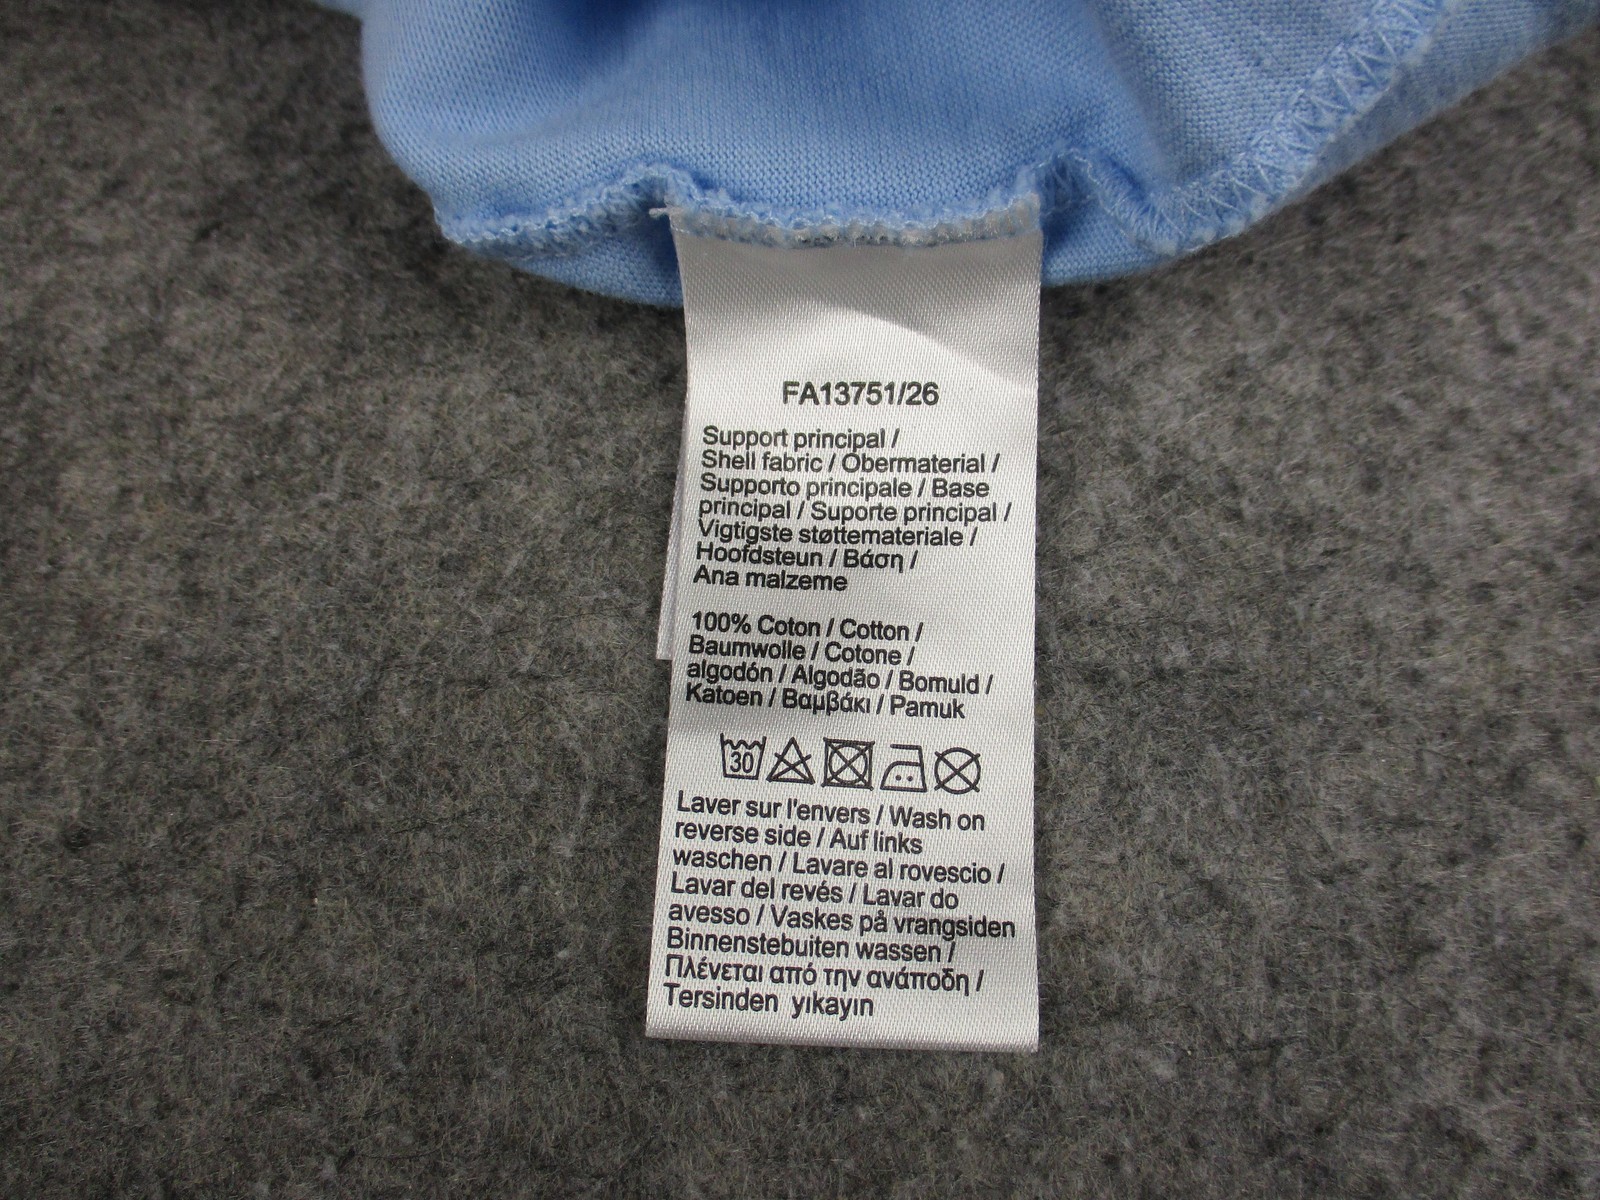 FA13751/26
Support principal /
Shell fabric / Obermaterial /
Supporto principale / Base
principal / Suporte principal /
Vigtigste støttemateriale /
Hoofdsteun / Βάση /
Ana malzeme
100% Coton / Cotton /
Baumwolle / Cotone /
algodón / Algodão / Bomuld /
Katoen / Βαμβάκι / Pamuk
30
Laver sur l'envers / Wash on
reverse side / Auf links
waschen / Lavare al rovescio /
Lavar del revés / Lavar do
avesso / Vaskes på vrangsiden
Binnenstebuiten wassen /
Πλένεται από την ανάποδη /
Tersinden yıkayın